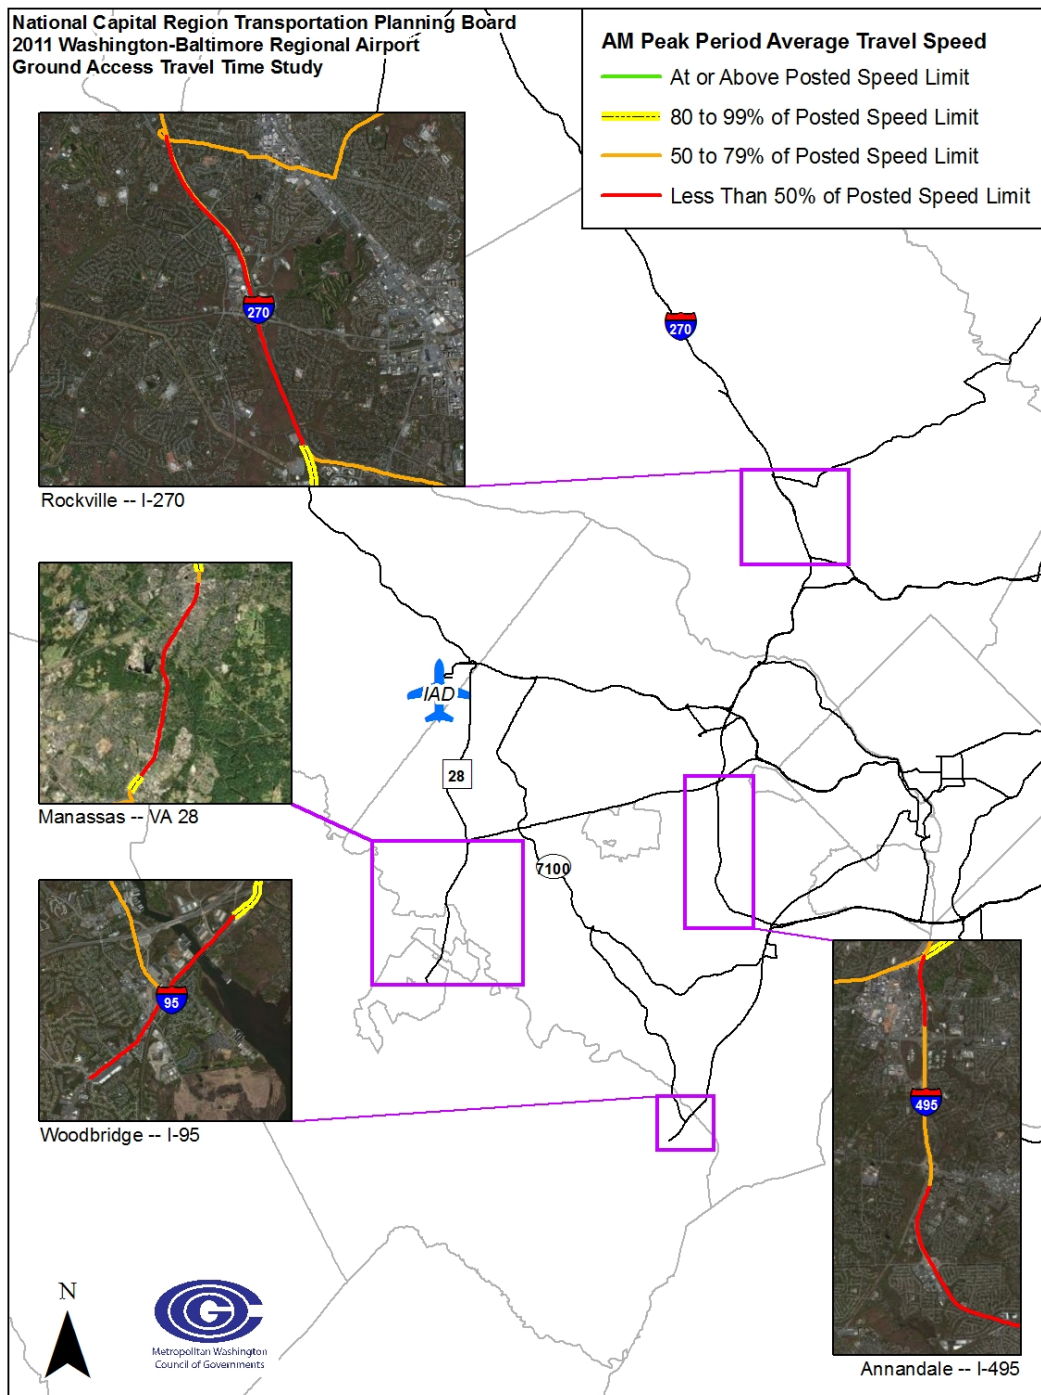 National Capital Region Transportation Planning Board
2011 Washington-Baltimore Regional Airport
Ground Access Travel Time Study
AM Peak Period Average Travel Speed
At or Above Posted Speed Limit
80 to 99% of Posted Speed Limit
50 to 79% of Posted Speed Limit
Less Than 50% of Posted Speed Limit
270
270
Rockville -- I-270
IAD
28
Manassas -- VA 28
7100
95
Woodbridge -- I-95
495
Annandale -- I-495
N
COG
Metropolitan Washington
Council of Governments